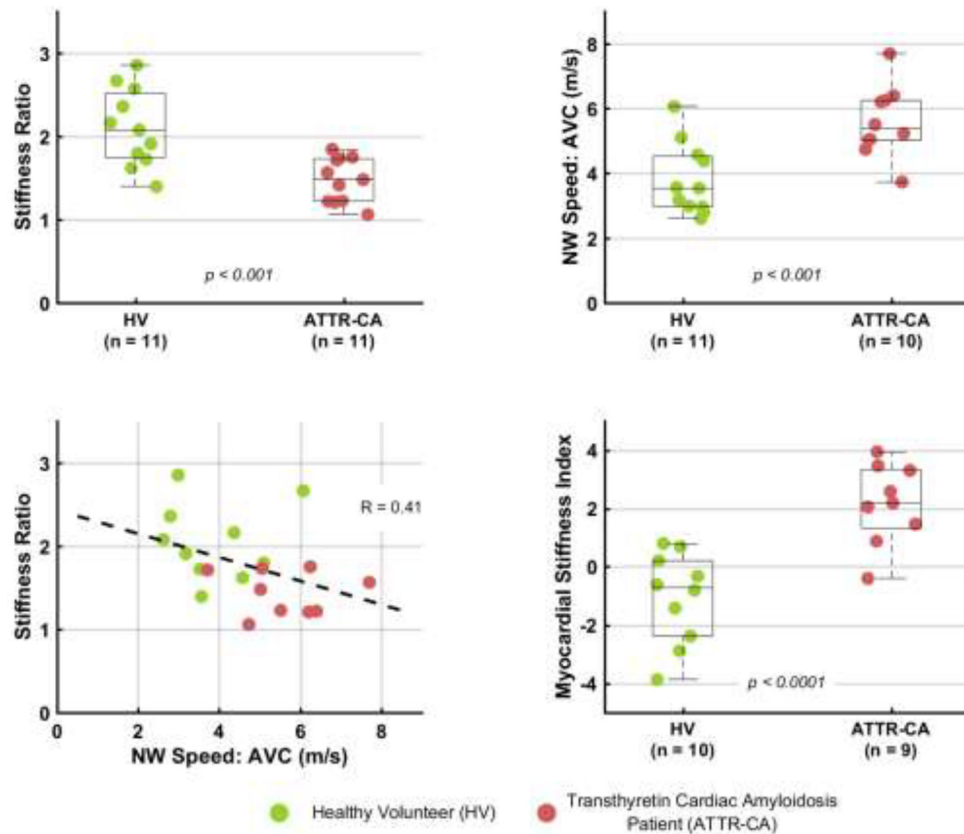 Stiffness Ratio
3
2
1
0
p < 0.001
HV
(n = 11)
ATTR-CA
(n = 11)
NW Speed: AVC (m/s)
8
6
4
2
0
p < 0.001
HV
(n = 11)
ATTR-CA
(n = 10)
Stiffness Ratio
3
2
1
0
R = 0.41
0 2 4 6 8
NW Speed: AVC (m/s)
Myocardial Stiffness Index
4
2
0
-2
-4
p < 0.0001
HV
(n = 10)
ATTR-CA
(n = 9)
Healthy Volunteer (HV)
Transthyretin Cardiac Amyloidosis
Patient (ATTR-CA)